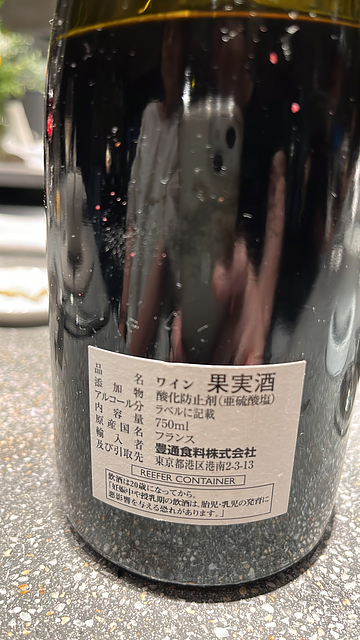 品名 ワイン 果実酒
添加物 酸化防止剤(亜硫酸塩)
アルコール分 ラベルに記載
内容量 750ml
原産国名 フランス
輸入者 豊通食料株式会社
及び引取先 東京都港区港南2-3-13
REEFER CONTAINER
飲酒は20歳になってから。
「妊娠中や授乳期の飲酒は、胎児・乳児の発育に
悪影響を与える恐れがあります。」